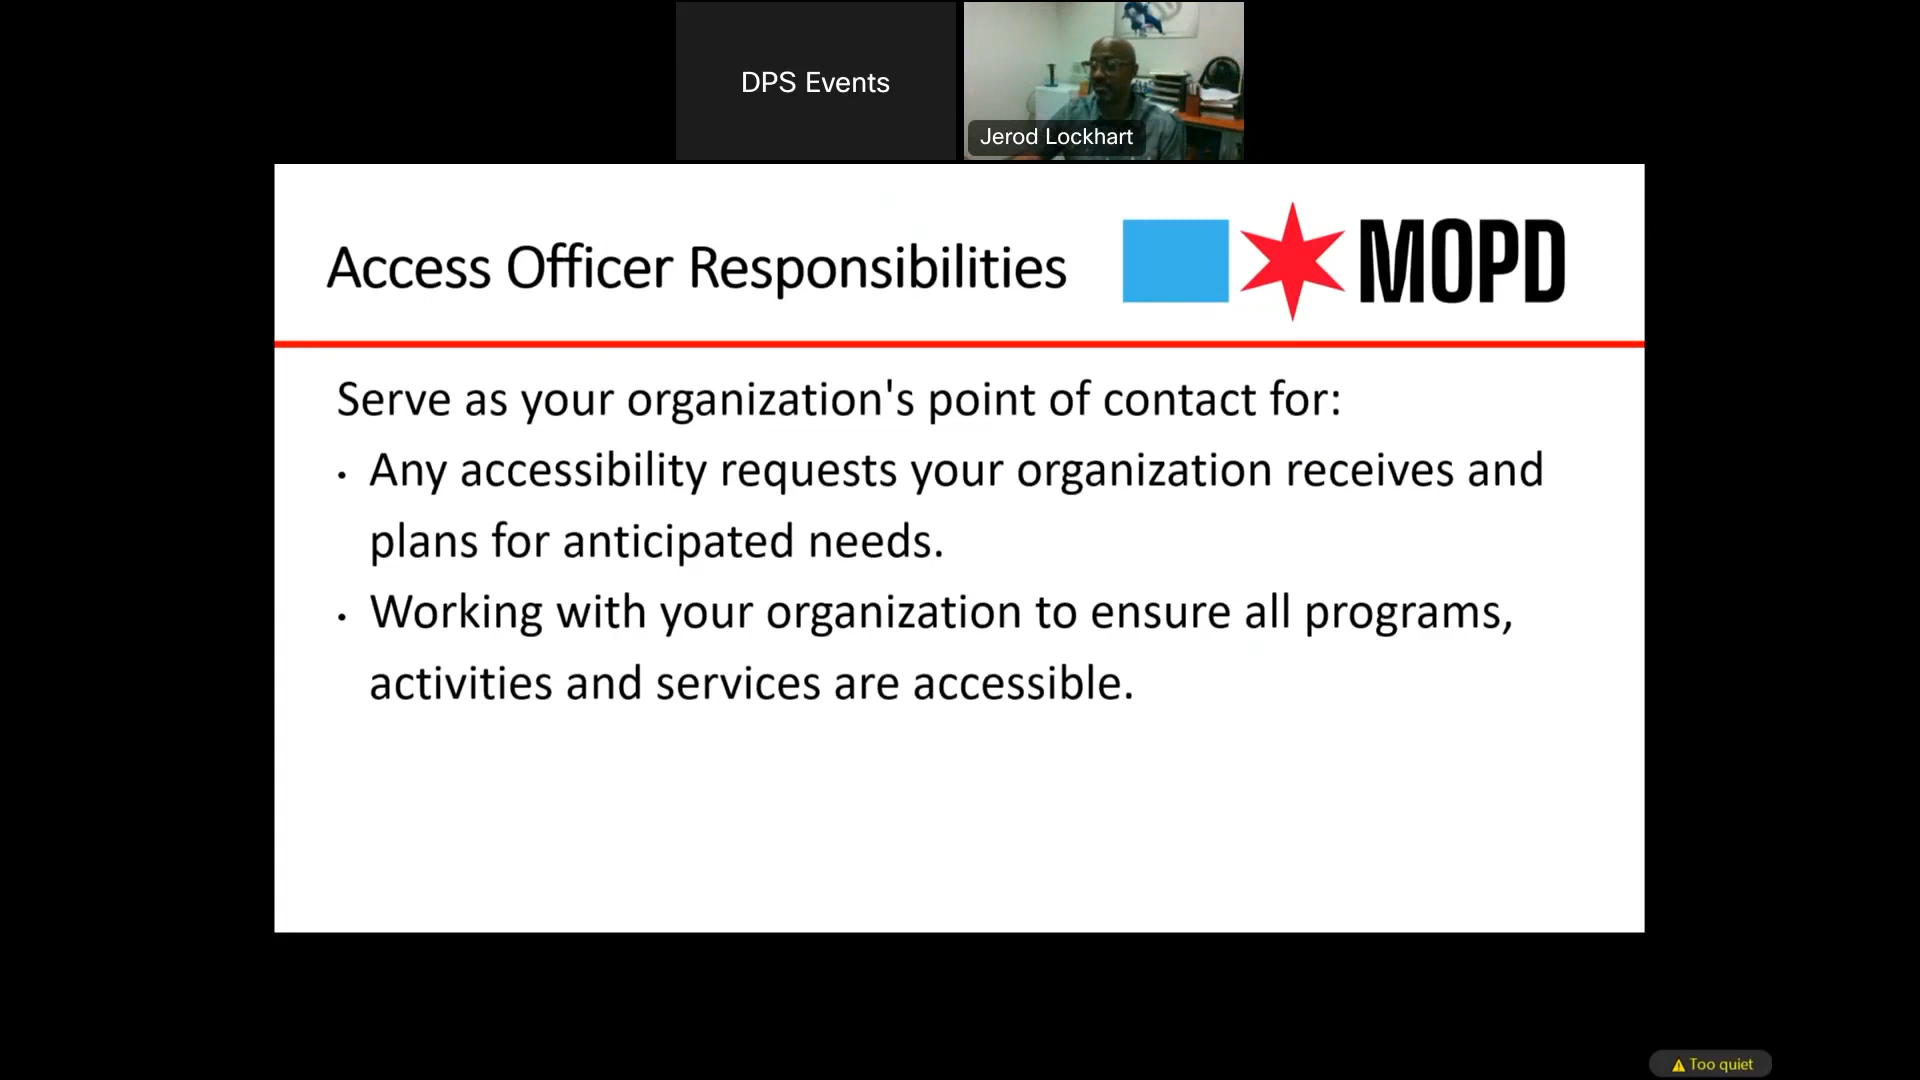 DPS Events
Jerod Lockhart
Access Officer Responsibilities
MOPD
Serve as your organization's point of contact for:
· Any accessibility requests your organization receives and
plans for anticipated needs.
· Working with your organization to ensure all programs,
activities and services are accessible.
Too quiet